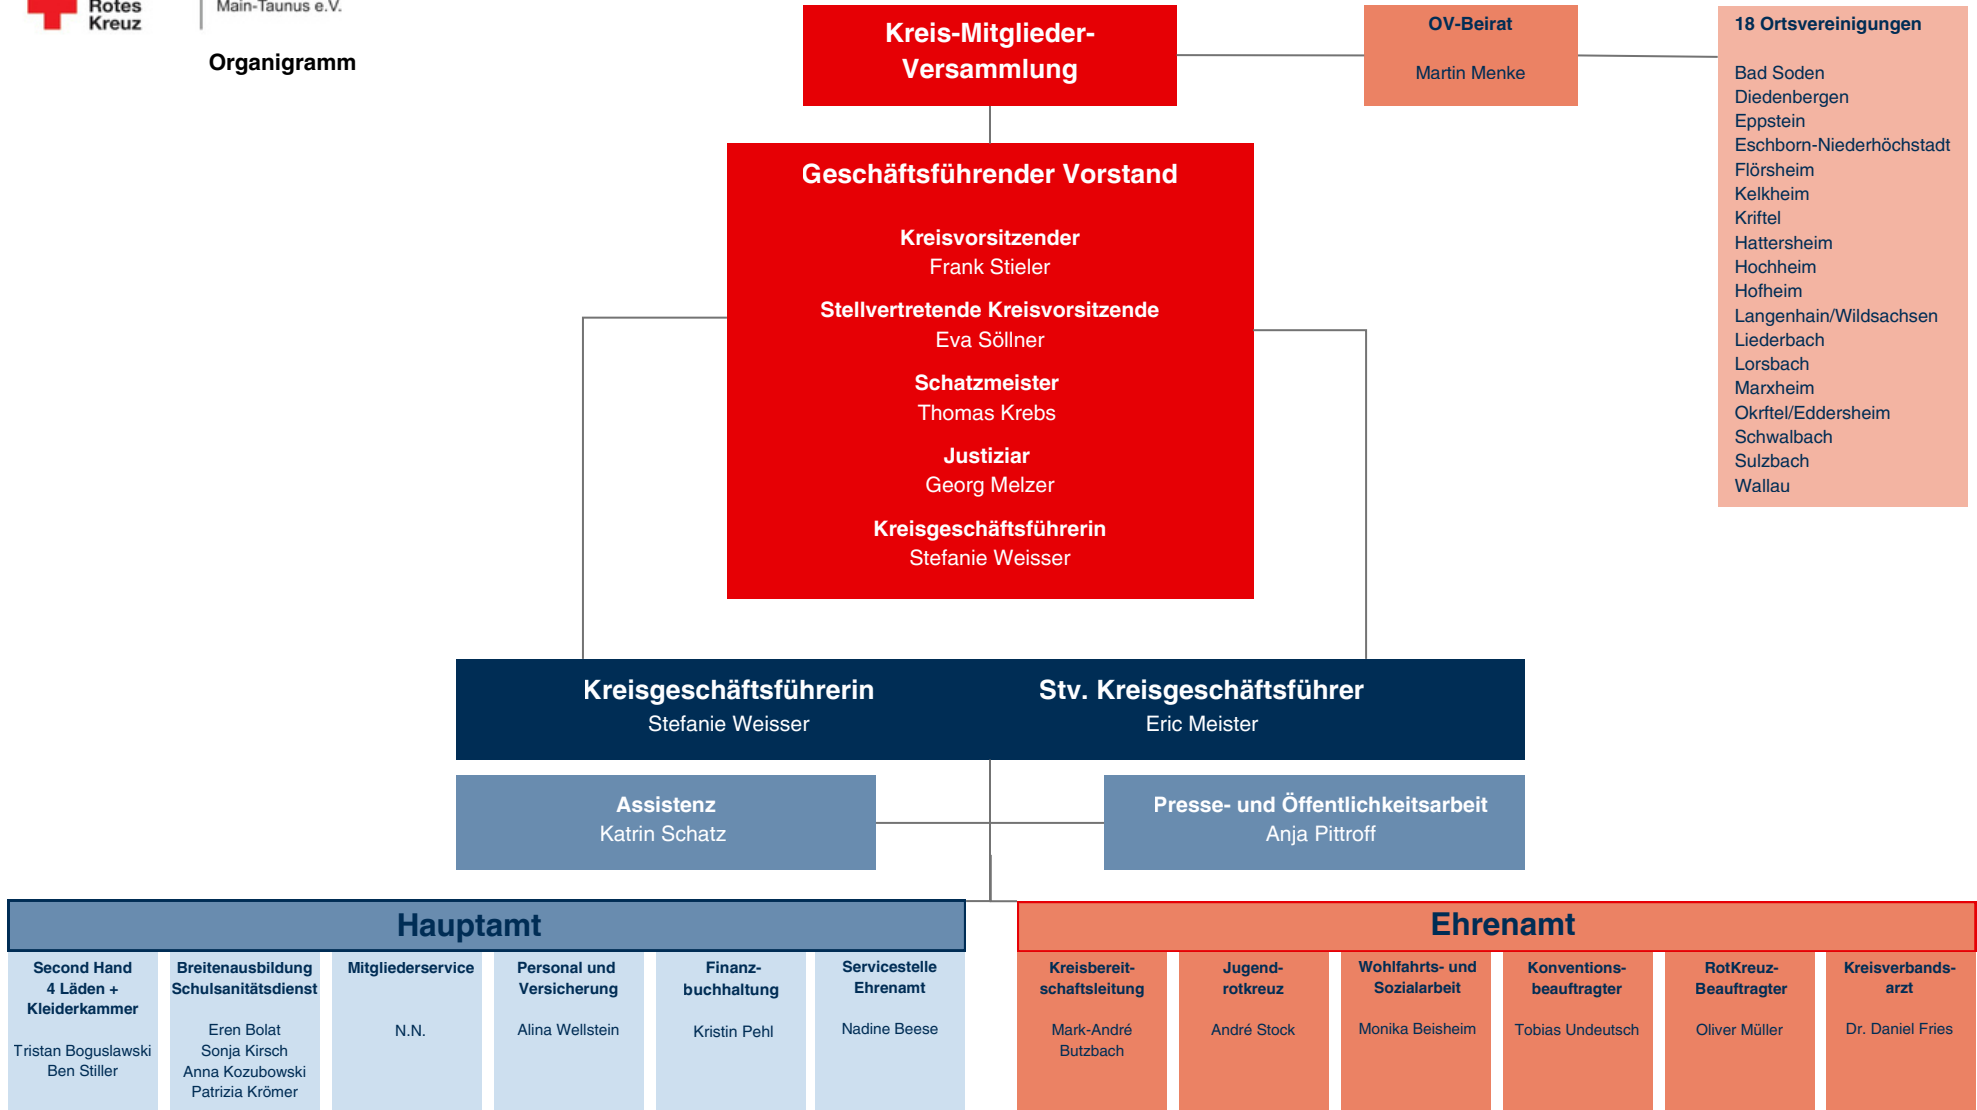 Rotes
Kreuz
Main-Taunus e.V.
Organigramm
Kreis-Mitglieder-
Versammlung
OV-Beirat
Martin Menke
18 Ortsvereinigungen
Bad Soden
Diedenbergen
Eppstein
Eschborn-Niederhöchstadt
Flörsheim
Kelkheim
Kriftel
Hattersheim
Hochheim
Hofheim
Langenhain/Wildsachsen
Liederbach
Lorsbach
Marxheim
Okrftel/Eddersheim
Schwalbach
Sulzbach
Wallau
Geschäftsführender Vorstand
Kreisvorsitzender
Frank Stieler
Stellvertretende Kreisvorsitzende
Eva Söllner
Schatzmeister
Thomas Krebs
Justiziar
Georg Melzer
Kreisgeschäftsführerin
Stefanie Weisser
Kreisgeschäftsführerin
Stefanie Weisser
Stv. Kreisgeschäftsführer
Eric Meister
Assistenz
Katrin Schatz
Presse- und Öffentlichkeitsarbeit
Anja Pittroff
Hauptamt
Second Hand
4 Läden +
Kleiderkammer
Tristan Boguslawski
Ben Stiller
Breitenausbildung
Schulsanitätsdienst
Eren Bolat
Sonja Kirsch
Anna Kozubowski
Patrizia Krömer
Mitgliederservice
N.N.
Personal und
Versicherung
Alina Wellstein
Finanz-
buchhaltung
Kristin Pehl
Servicestelle
Ehrenamt
Nadine Beese
Ehrenamt
Kreisbereit-
schaftsleitung
Mark-André
Butzbach
Jugend-
rotkreuz
André Stock
Wohlfahrts- und
Sozialarbeit
Monika Beisheim
Konventions-
beauftragter
Tobias Undeutsch
RotKreuz-
Beauftragter
Oliver Müller
Kreisverbands-
arzt
Dr. Daniel Fries